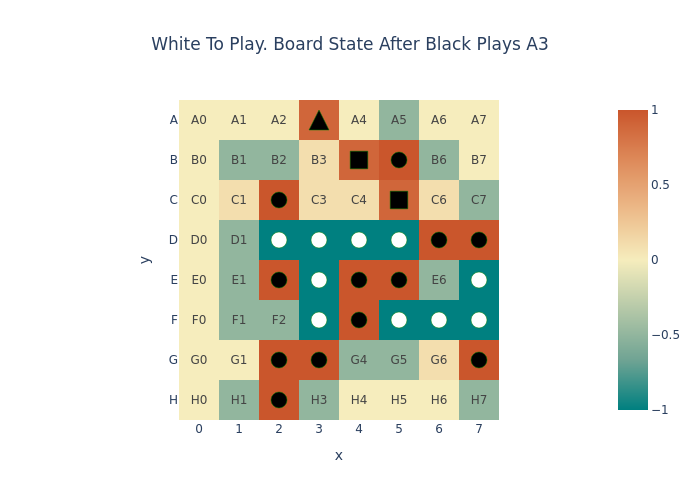 White To Play. Board State After Black Plays A3
A A0 A1 A2 A4 A5 A6 A7
B B0 B1 B2 B3 B6 B7
C C0 C1 C3 C4 C6 C7
D D0 D1
E E0 E1 E6
F F0 F1 F2
G G0 G1 G4 G5 G6
H H0 H1 H3 H4 H5 H6 H7
0 1 2 3 4 5 6 7
x
y
1
0.5
0
−0.5
−1